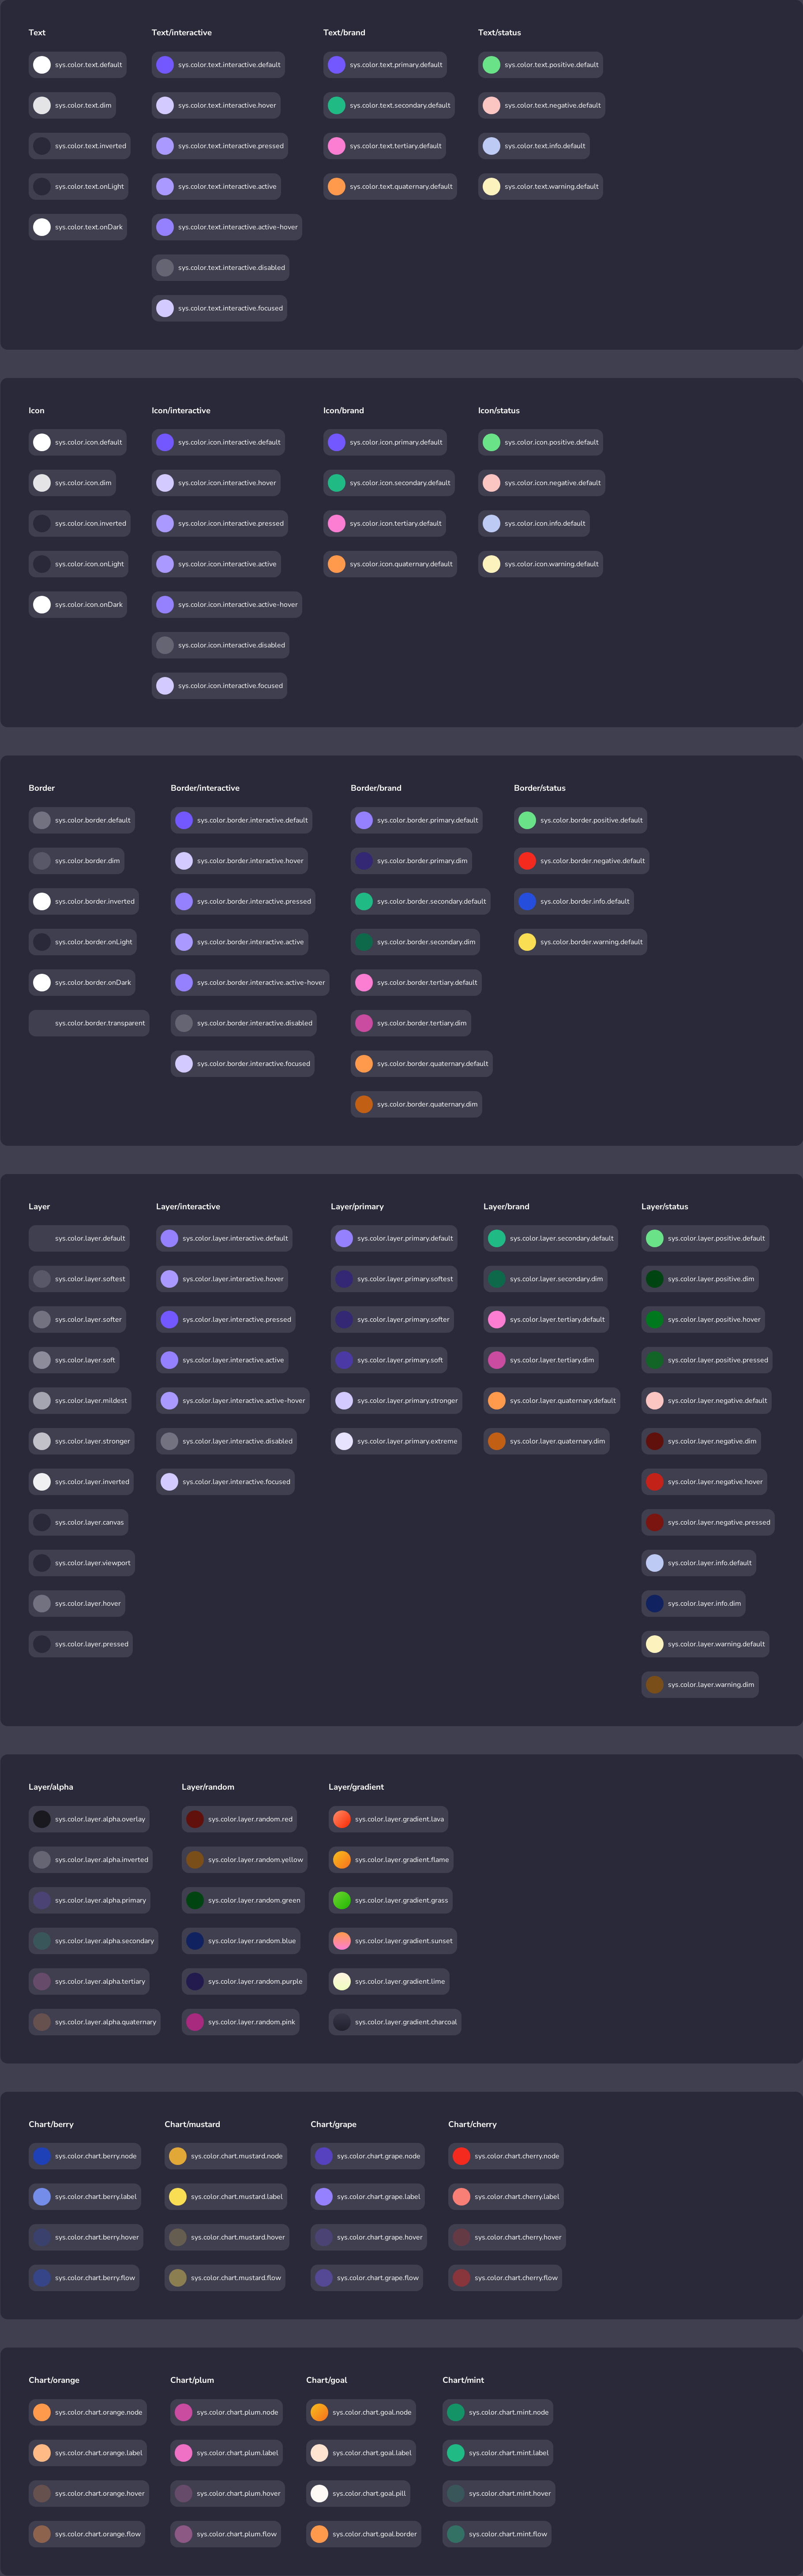 Text
sys.color.text.default
sys.color.text.dim
sys.color.text.inverted
sys.color.text.onLight
sys.color.text.onDark
Text/interactive
sys.color.text.interactive.default
sys.color.text.interactive.hover
sys.color.text.interactive.pressed
sys.color.text.interactive.active
sys.color.text.interactive.active-hover
sys.color.text.interactive.disabled
sys.color.text.interactive.focused
Text/brand
sys.color.text.primary.default
sys.color.text.secondary.default
sys.color.text.tertiary.default
sys.color.text.quaternary.default
Text/status
sys.color.text.positive.default
sys.color.text.negative.default
sys.color.text.info.default
sys.color.text.warning.default
Icon
sys.color.icon.default
sys.color.icon.dim
sys.color.icon.inverted
sys.color.icon.onLight
sys.color.icon.onDark
Icon/interactive
sys.color.icon.interactive.default
sys.color.icon.interactive.hover
sys.color.icon.interactive.pressed
sys.color.icon.interactive.active
sys.color.icon.interactive.active-hover
sys.color.icon.interactive.disabled
sys.color.icon.interactive.focused
Icon/brand
sys.color.icon.primary.default
sys.color.icon.secondary.default
sys.color.icon.tertiary.default
sys.color.icon.quaternary.default
Icon/status
sys.color.icon.positive.default
sys.color.icon.negative.default
sys.color.icon.info.default
sys.color.icon.warning.default
Border
sys.color.border.default
sys.color.border.dim
sys.color.border.inverted
sys.color.border.onLight
sys.color.border.onDark
sys.color.border.transparent
Border/interactive
sys.color.border.interactive.default
sys.color.border.interactive.hover
sys.color.border.interactive.pressed
sys.color.border.interactive.active
sys.color.border.interactive.active-hover
sys.color.border.interactive.disabled
sys.color.border.interactive.focused
Border/brand
sys.color.border.primary.default
sys.color.border.primary.dim
sys.color.border.secondary.default
sys.color.border.secondary.dim
sys.color.border.tertiary.default
sys.color.border.tertiary.dim
sys.color.border.quaternary.default
sys.color.border.quaternary.dim
Border/status
sys.color.border.positive.default
sys.color.border.negative.default
sys.color.border.info.default
sys.color.border.warning.default
Layer
sys.color.layer.default
sys.color.layer.softest
sys.color.layer.softer
sys.color.layer.soft
sys.color.layer.mildest
sys.color.layer.stronger
sys.color.layer.inverted
sys.color.layer.canvas
sys.color.layer.viewport
sys.color.layer.hover
sys.color.layer.pressed
Layer/interactive
sys.color.layer.interactive.default
sys.color.layer.interactive.hover
sys.color.layer.interactive.pressed
sys.color.layer.interactive.active
sys.color.layer.interactive.active-hover
sys.color.layer.interactive.disabled
sys.color.layer.interactive.focused
Layer/primary
sys.color.layer.primary.default
sys.color.layer.primary.softest
sys.color.layer.primary.softer
sys.color.layer.primary.soft
sys.color.layer.primary.stronger
sys.color.layer.primary.extreme
Layer/brand
sys.color.layer.secondary.default
sys.color.layer.secondary.dim
sys.color.layer.tertiary.default
sys.color.layer.tertiary.dim
sys.color.layer.quaternary.default
sys.color.layer.quaternary.dim
Layer/status
sys.color.layer.positive.default
sys.color.layer.positive.dim
sys.color.layer.positive.hover
sys.color.layer.positive.pressed
sys.color.layer.negative.default
sys.color.layer.negative.dim
sys.color.layer.negative.hover
sys.color.layer.negative.pressed
sys.color.layer.info.default
sys.color.layer.info.dim
sys.color.layer.warning.default
sys.color.layer.warning.dim
Layer/alpha
sys.color.layer.alpha.overlay
sys.color.layer.alpha.inverted
sys.color.layer.alpha.primary
sys.color.layer.alpha.secondary
sys.color.layer.alpha.tertiary
sys.color.layer.alpha.quaternary
Layer/random
sys.color.layer.random.red
sys.color.layer.random.yellow
sys.color.layer.random.green
sys.color.layer.random.blue
sys.color.layer.random.purple
sys.color.layer.random.pink
Layer/gradient
sys.color.layer.gradient.lava
sys.color.layer.gradient.flame
sys.color.layer.gradient.grass
sys.color.layer.gradient.sunset
sys.color.layer.gradient.lime
sys.color.layer.gradient.charcoal
Chart/berry
sys.color.chart.berry.node
sys.color.chart.berry.label
sys.color.chart.berry.hover
sys.color.chart.berry.flow
Chart/mustard
sys.color.chart.mustard.node
sys.color.chart.mustard.label
sys.color.chart.mustard.hover
sys.color.chart.mustard.flow
Chart/grape
sys.color.chart.grape.node
sys.color.chart.grape.label
sys.color.chart.grape.hover
sys.color.chart.grape.flow
Chart/cherry
sys.color.chart.cherry.node
sys.color.chart.cherry.label
sys.color.chart.cherry.hover
sys.color.chart.cherry.flow
Chart/orange
sys.color.chart.orange.node
sys.color.chart.orange.label
sys.color.chart.orange.hover
sys.color.chart.orange.flow
Chart/plum
sys.color.chart.plum.node
sys.color.chart.plum.label
sys.color.chart.plum.hover
sys.color.chart.plum.flow
Chart/goal
sys.color.chart.goal.node
sys.color.chart.goal.label
sys.color.chart.goal.pill
sys.color.chart.goal.border
Chart/mint
sys.color.chart.mint.node
sys.color.chart.mint.label
sys.color.chart.mint.hover
sys.color.chart.mint.flow